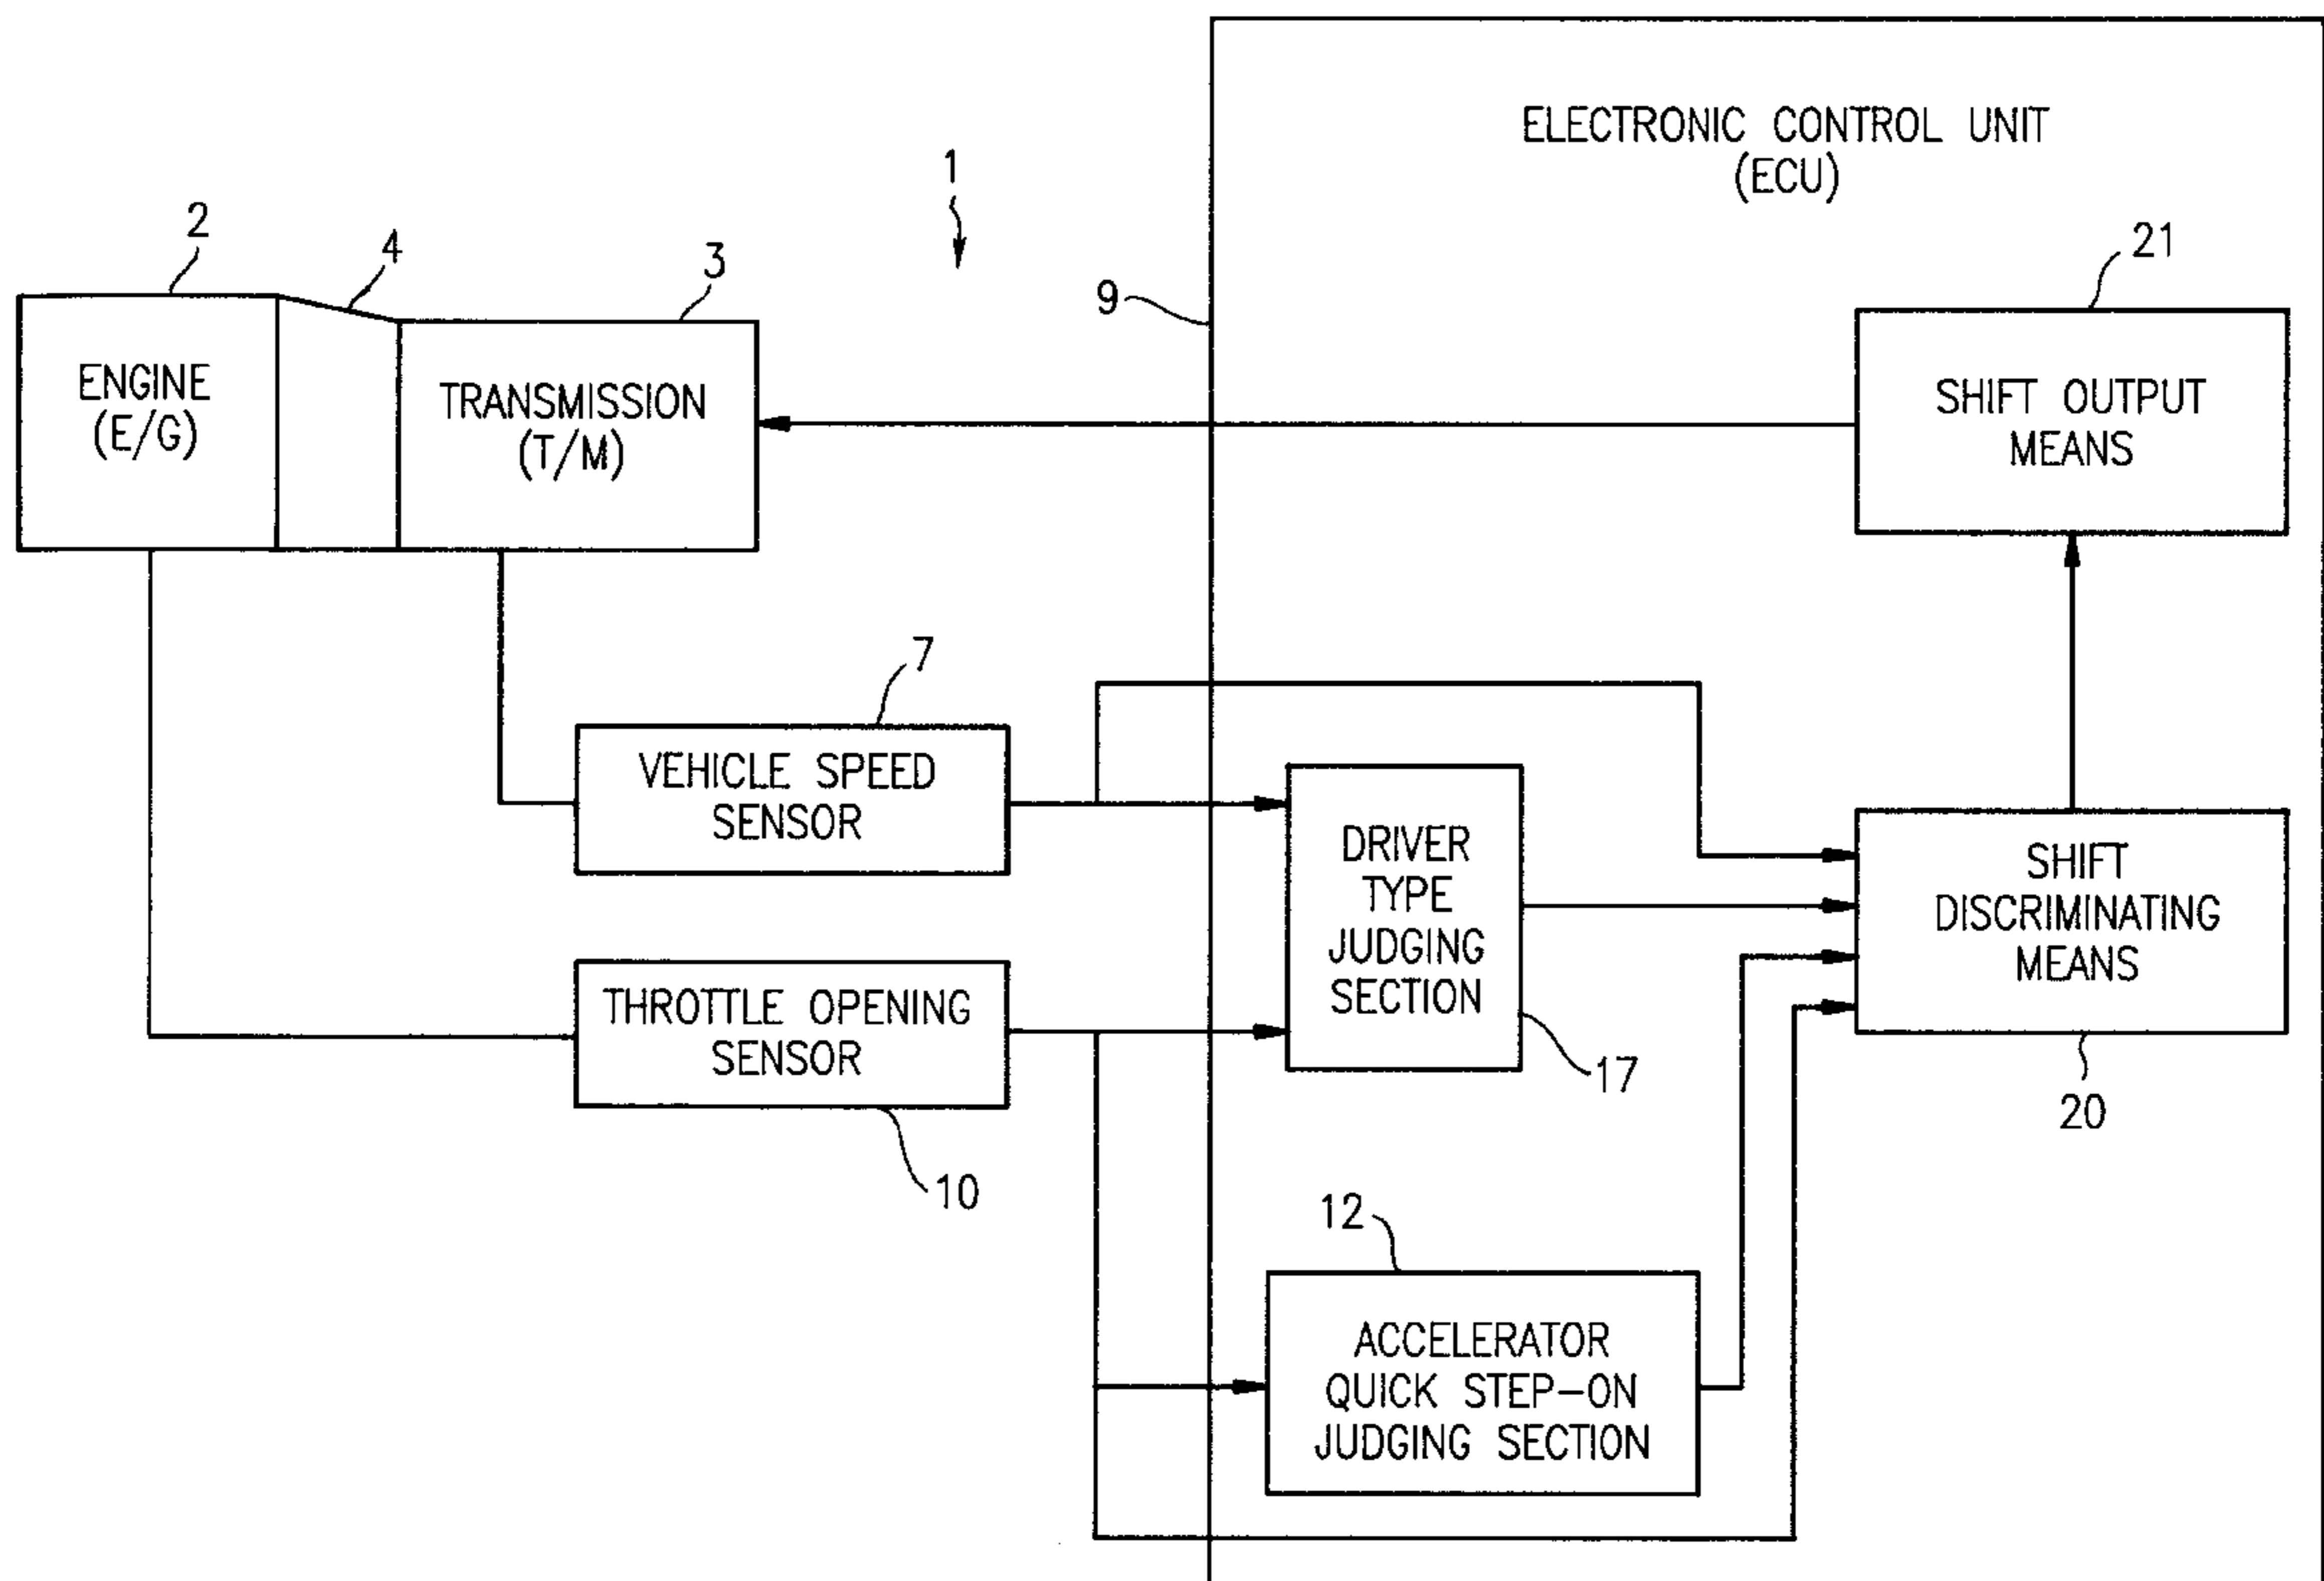 ELECTRONIC CONTROL UNIT
(ECU)
1
2
4
3
9
21
ENGINE
(E/G)
TRANSMISSION
(T/M)
SHIFT OUTPUT
MEANS
7
VEHICLE SPEED
SENSOR
DRIVER
TYPE
JUDGING
SECTION
17
SHIFT
DISCRIMINATING
MEANS
20
THROTTLE OPENING
SENSOR
10
12
ACCELERATOR
QUICK STEP-ON
JUDGING SECTION